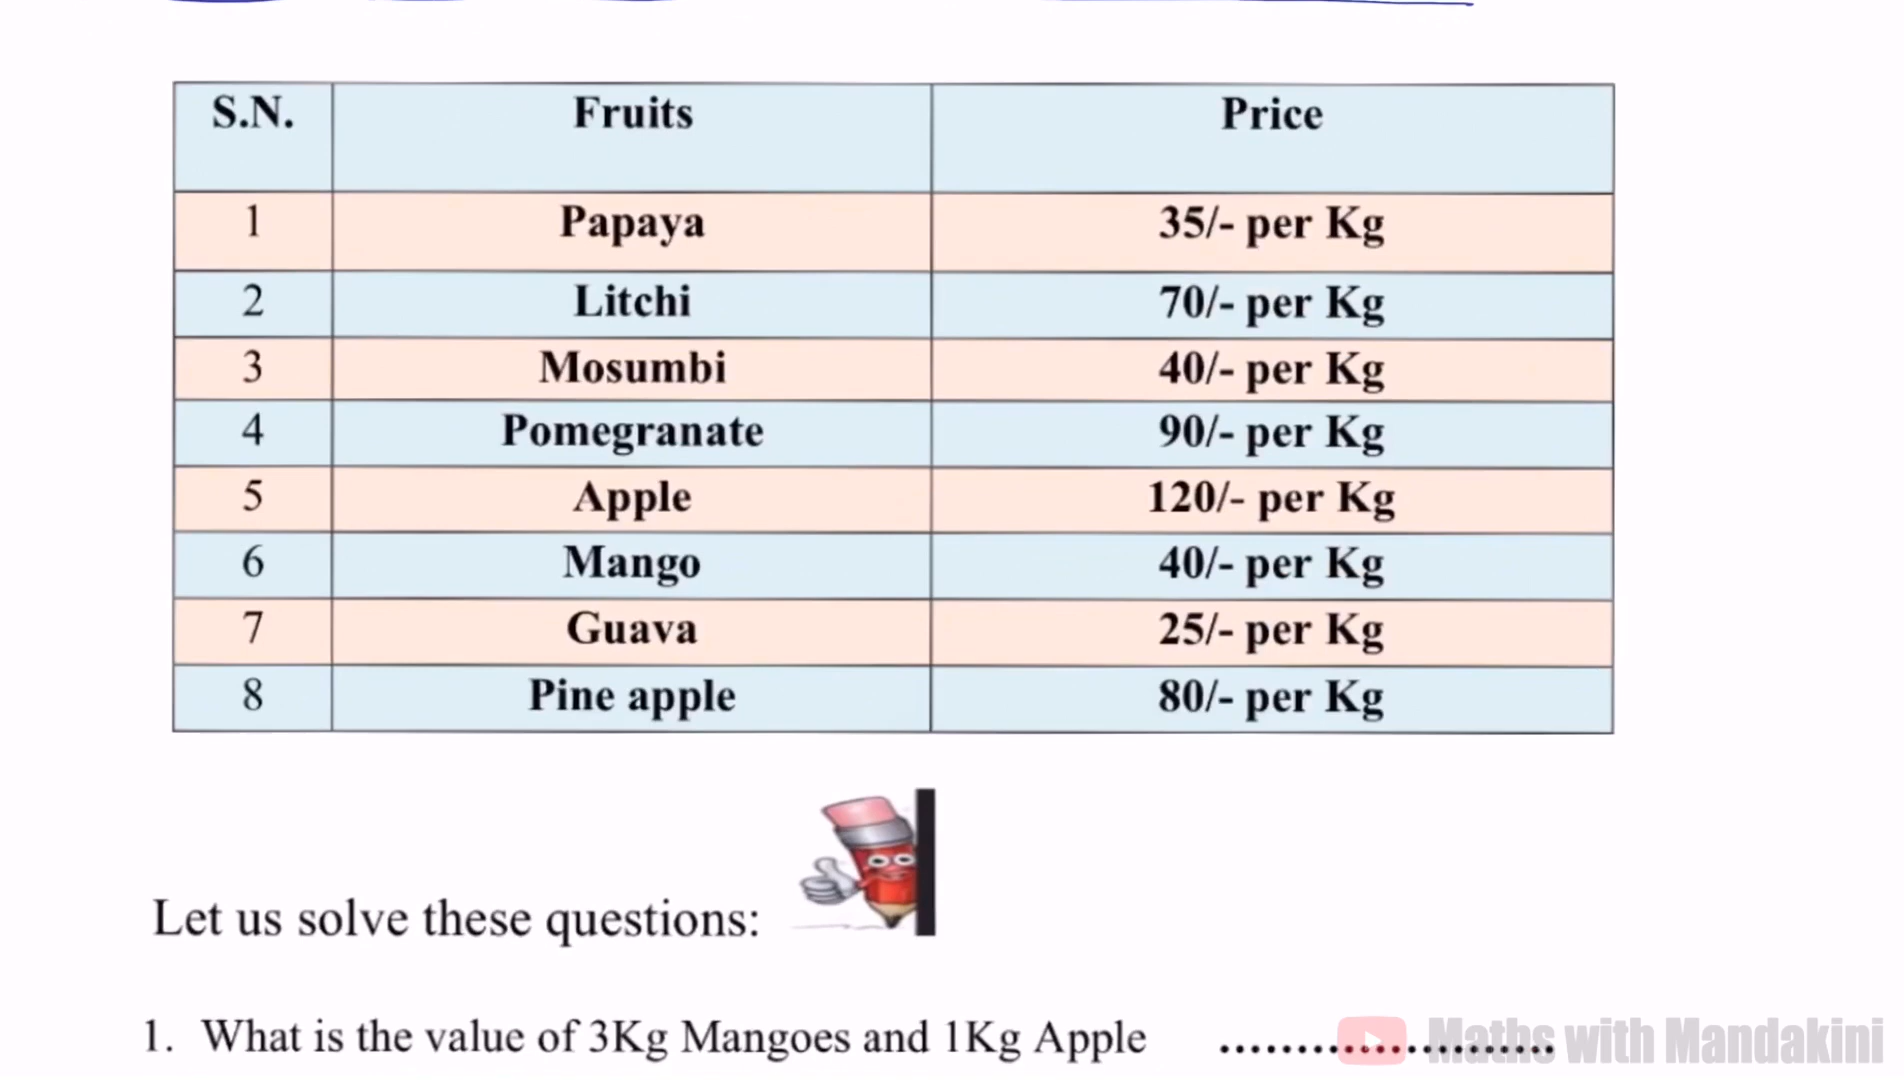 S.N. Fruits Price
1 Papaya 35/- per Kg
2 Litchi 70/- per Kg
3 Mosumbi 40/- per Kg
4 Pomegranate 90/- per Kg
5 Apple 120/- per Kg
6 Mango 40/- per Kg
7 Guava 25/- per Kg
8 Pine apple 80/- per Kg
Let us solve these questions:
1. What is the value of 3Kg Mangoes and 1Kg Apple ........................
Maths with Mandakini